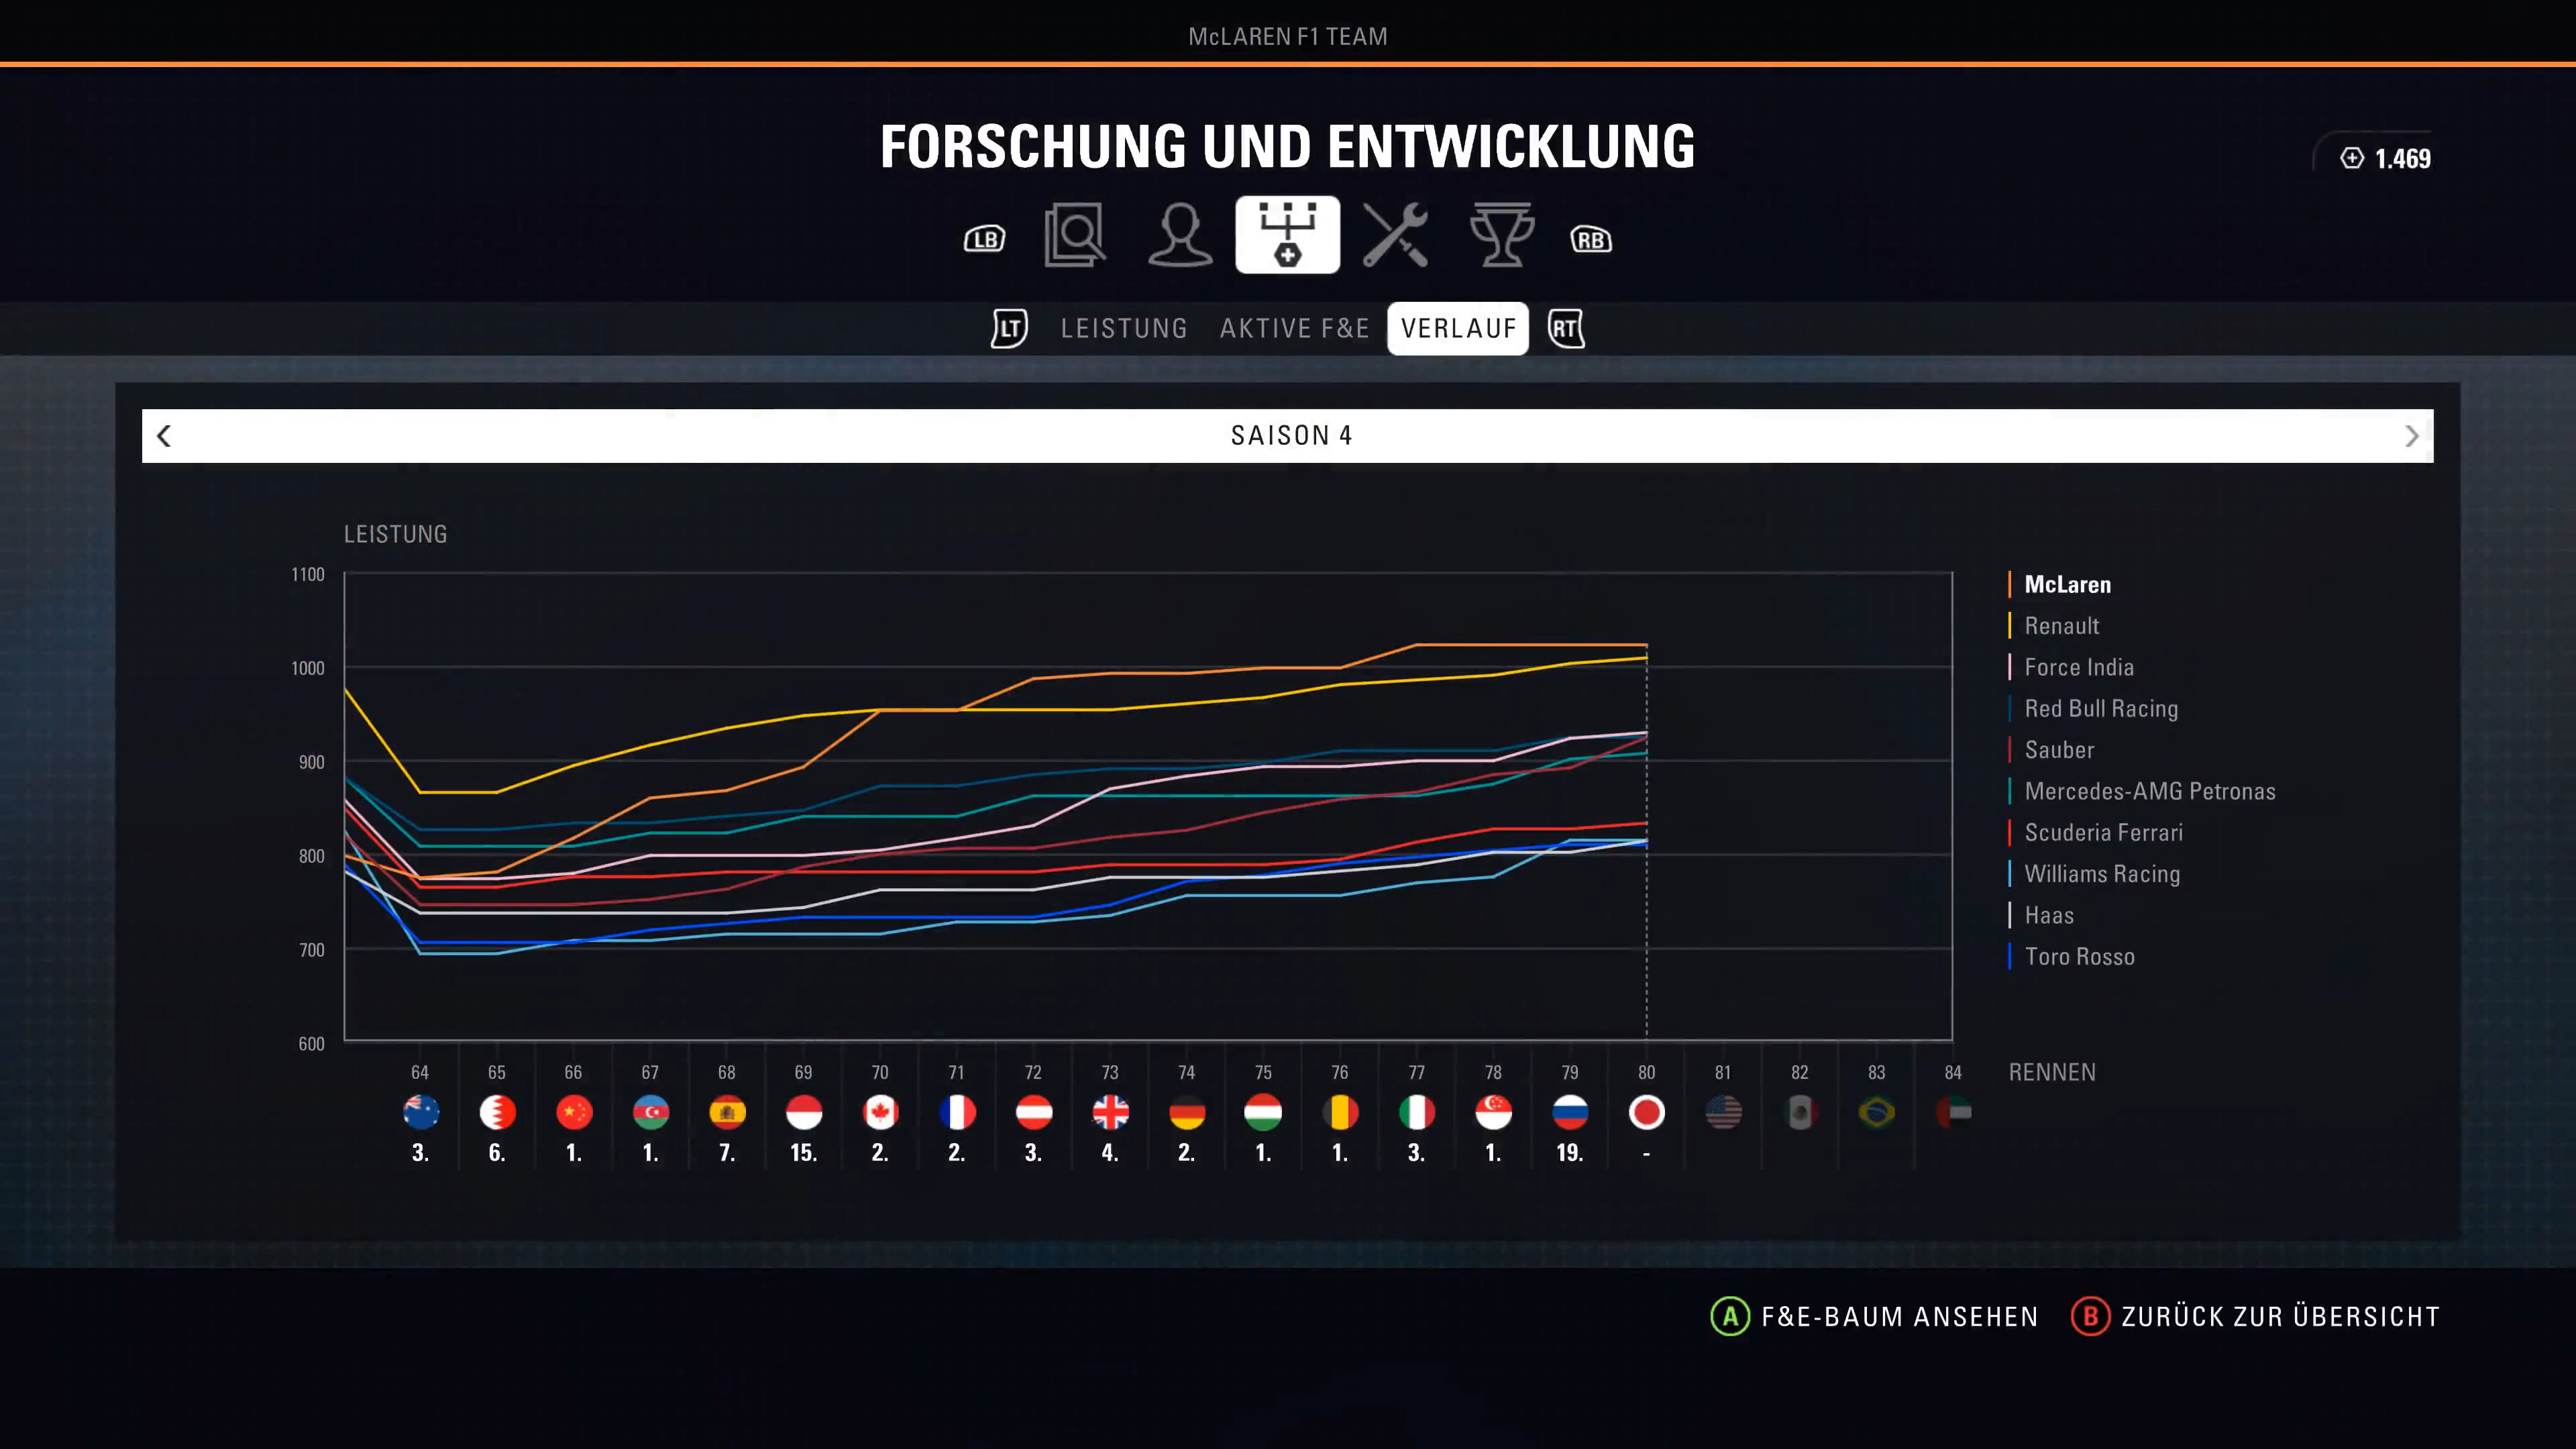 McLAREN F1 TEAM
FORSCHUNG UND ENTWICKLUNG
1.469
LB
RB
LT LEISTUNG AKTIVE F&E VERLAUF RT
SAISON 4
LEISTUNG
1100
1000
900
800
700
600
McLaren
Renault
Force India
Red Bull Racing
Sauber
Mercedes-AMG Petronas
Scuderia Ferrari
Williams Racing
Haas
Toro Rosso
64 65 66 67 68 69 70 71 72 73 74 75 76 77 78 79 80 81 82 83 84 RENNEN
3. 6. 1. 1. 7. 15. 2. 2. 3. 4. 2. 1. 1. 3. 1. 19. -
A F&E-BAUM ANSEHEN B ZURÜCK ZUR ÜBERSICHT